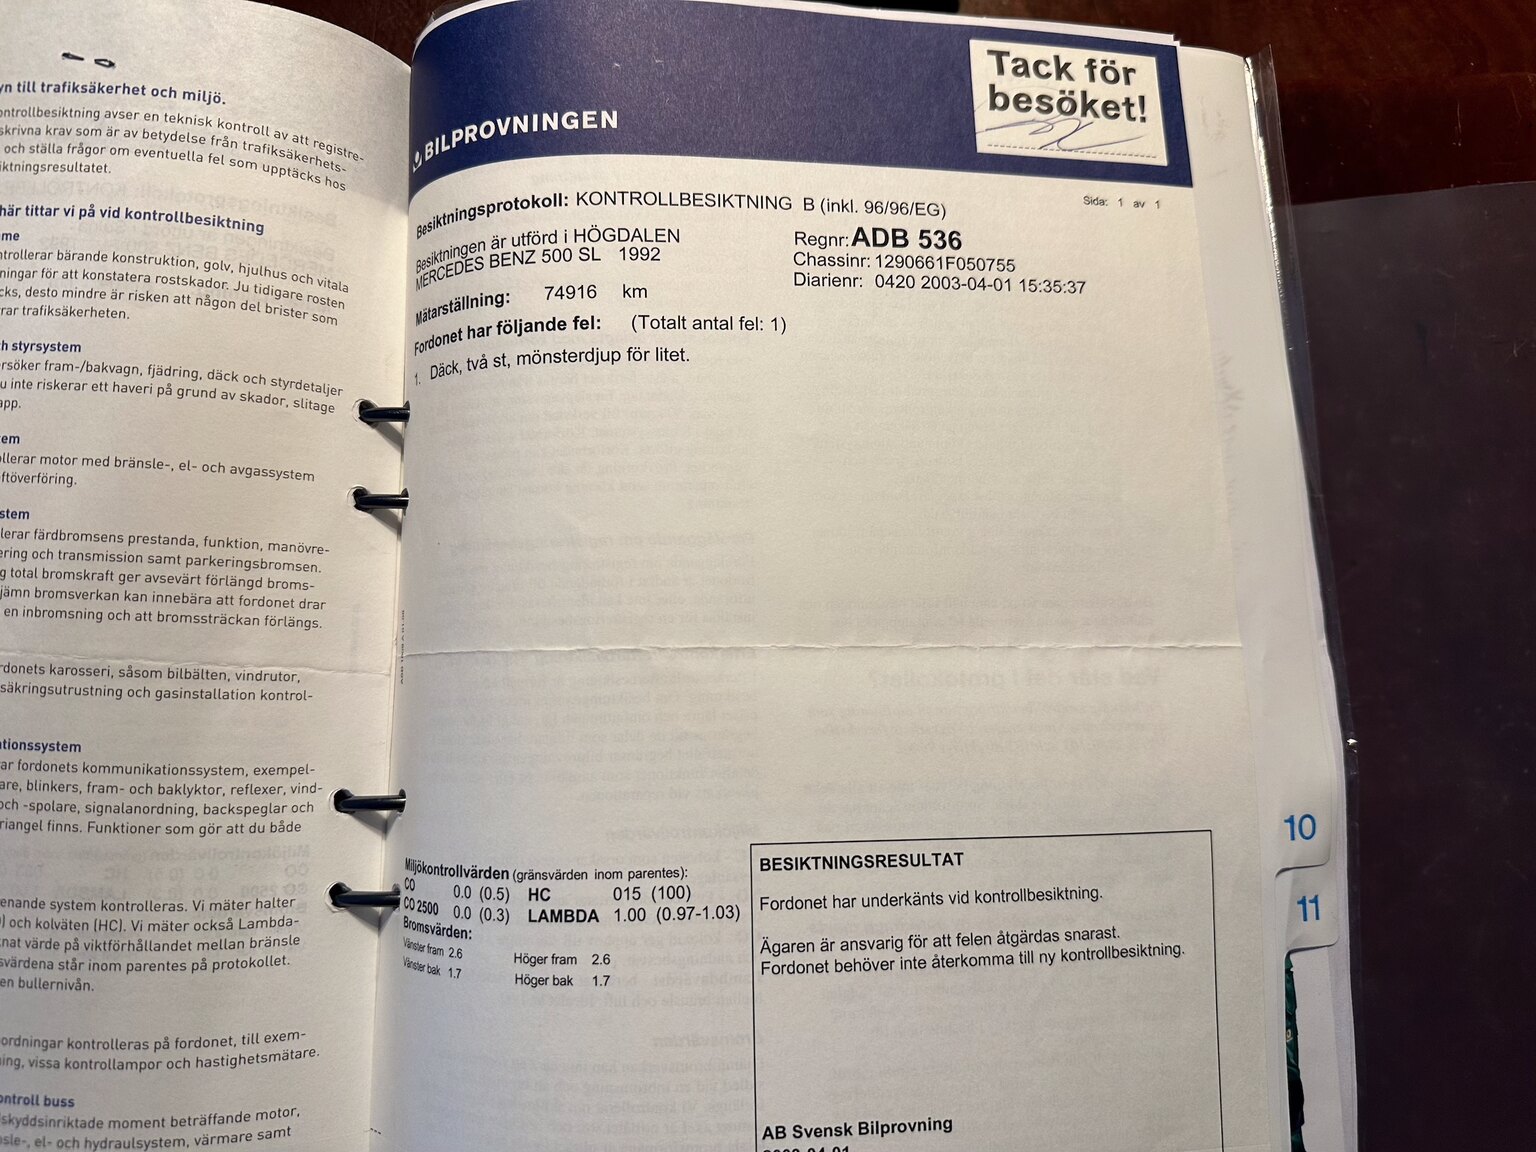 yn till trafiksäkerhet och miljö.
ontrollbesiktning avser en teknisk kontroll av att registre-
skrivna krav som är av betydelse från trafiksäkerhets-
och ställa frågor om eventuella fel som upptäcks hos
iktningsresultatet.
här tittar vi på vid kontrollbesiktning
me
ntrollerar bärande konstruktion, golv, hjulhus och vitala
ningar för att konstatera rostskador. Ju tidigare rosten
cks, desto mindre är risken att någon del brister som
rar trafiksäkerheten.
h styrsystem
ersöker fram-/bakvagn, fjädring, däck och styrdetaljer
u inte riskerar ett haveri på grund av skador, slitage
app.
em
llerar motor med bränsle-, el- och avgassystem
ftöverföring.
stem
lerar färdbromsens prestanda, funktion, manövre-
ering och transmission samt parkeringsbromsen.
g total bromskraft ger avsevärt förlängd broms-
jämn bromsverkan kan innebära att fordonet drar
en inbromsning och att bromssträckan förlängs.
rdonets karosseri, såsom bilbälten, vindrutor,
säkringsutrustning och gasinstallation kontrol-
ationssystem
ar fordonets kommunikationssystem, exempel-
are, blinkers, fram- och baklyktor, reflexer, vind-
och -spolare, signalanordning, backspeglar och
riangel finns. Funktioner som gör att du både
enande system kontrolleras. Vi mäter halter
) och kolväten (HC). Vi mäter också Lambda-
knat värde på viktförhållandet mellan bränsle
svärdena står inom parentes på protokollet.
en bullernivån.
ordningar kontrolleras på fordonet, till exem-
ning, vissa kontrollampor och hastighetsmätare.
ontroll buss
skyddsinriktade moment beträffande motor,
sle-, el- och hydraulsystem, värmare samt
BILPROVNINGEN
Tack för
besöket!
Sida: 1 av 1
Besiktningsprotokoll: KONTROLLBESIKTNING B (inkl. 96/96/EG)
Besiktningen är utförd i HÖGDALEN
MERCEDES BENZ 500 SL 1992
Regnr: ADB 536
Chassinr: 1290661F050755
Diarienr: 0420 2003-04-01 15:35:37
Mätarställning: 74916 km
Fordonet har följande fel: (Totalt antal fel: 1)
1. Däck, två st, mönsterdjup för litet.
Miljökontrollvärden (gränsvärden inom parentes):
CO 0.0 (0.5) HC 015 (100)
CO 2500 0.0 (0.3) LAMBDA 1.00 (0.97-1.03)
Bromsvärden:
Vänster fram 2.6 Höger fram 2.6
Vänster bak 1.7 Höger bak 1.7
BESIKTNINGSRESULTAT
Fordonet har underkänts vid kontrollbesiktning.
Ägaren är ansvarig för att felen åtgärdas snarast.
Fordonet behöver inte återkomma till ny kontrollbesiktning.
AB Svensk Bilprovning
2003-04-01
10
11